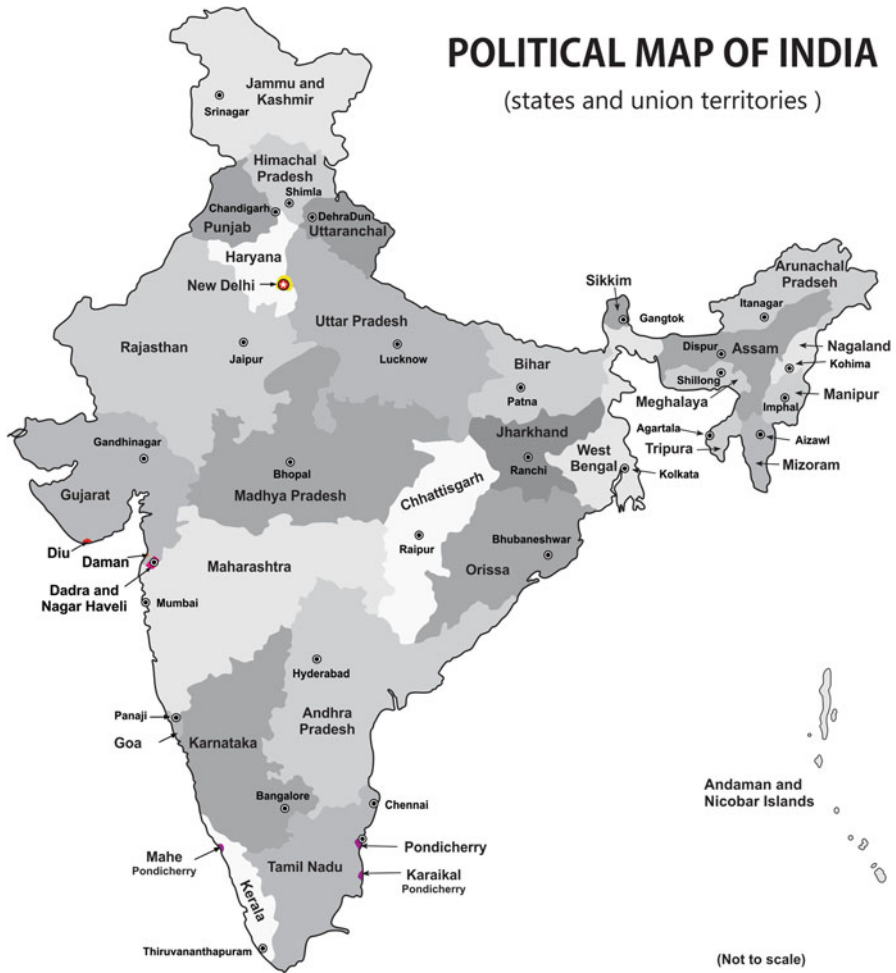 POLITICAL MAP OF INDIA
(states and union territories )
Jammu and
Kashmir
Srinagar
Himachal
Pradesh
Shimla
Chandigarh
Punjab
DehraDun
Uttaranchal
Haryana
New Delhi
Rajasthan
Jaipur
Uttar Pradesh
Lucknow
Bihar
Patna
Sikkim
Gangtok
Arunachal
Pradseh
Itanagar
Dispur
Assam
Nagaland
Kohima
Shillong
Meghalaya
Manipur
Imphal
Agartala
Tripura
Aizawl
Mizoram
Gandhinagar
Gujarat
Bhopal
Madhya Pradesh
Jharkhand
Ranchi
West
Bengal
Kolkata
Chhattisgarh
Raipur
Bhubaneshwar
Orissa
Diu
Daman
Dadra and
Nagar Haveli
Maharashtra
Mumbai
Hyderabad
Andhra
Pradesh
Panaji
Goa
Karnataka
Bangalore
Chennai
Andaman and
Nicobar Islands
Mahe
Pondicherry
Tamil Nadu
Pondicherry
Karaikal
Pondicherry
Kerala
Thiruvananthapuram
(Not to scale)